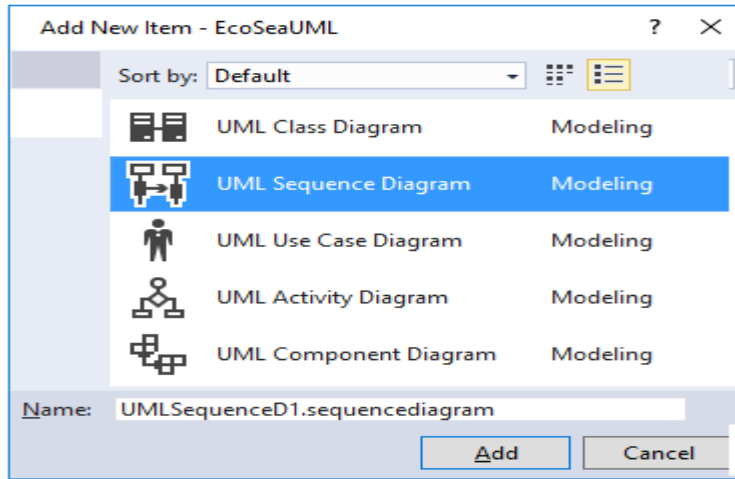 Add New Item - EcoSeaUML ?
Sort by: Default
UML Class Diagram Modeling
UML Sequence Diagram Modeling
UML Use Case Diagram Modeling
UML Activity Diagram Modeling
UML Component Diagram Modeling
Name: UMLSequenceD1.sequencediagram
Add Cancel